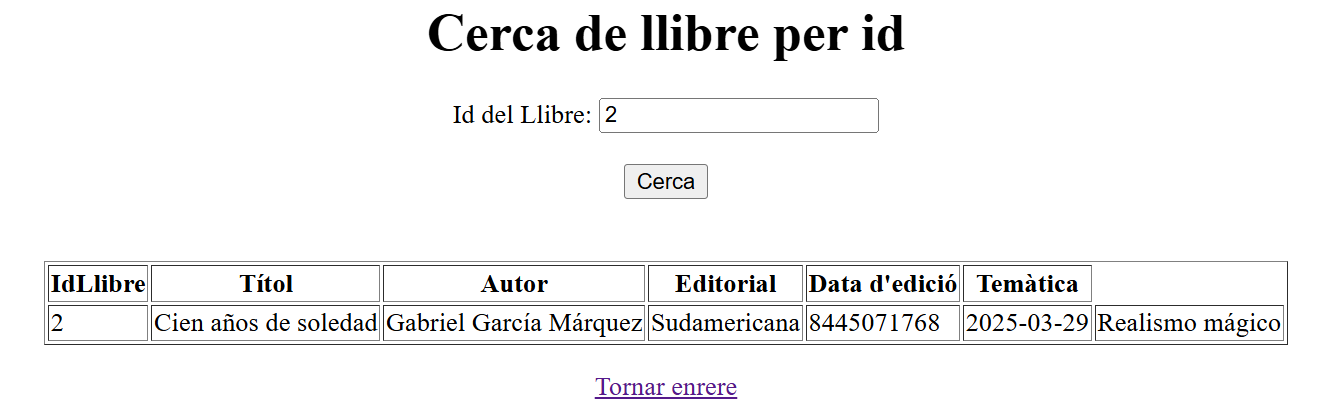 Cerca de llibre per id
Id del Llibre: 2
Cerca
IdLlibre Títol Autor Editorial Data d'edició Temàtica
2 Cien años de soledad Gabriel García Márquez Sudamericana 8445071768 2025-03-29 Realismo mágico
Tornar enrere